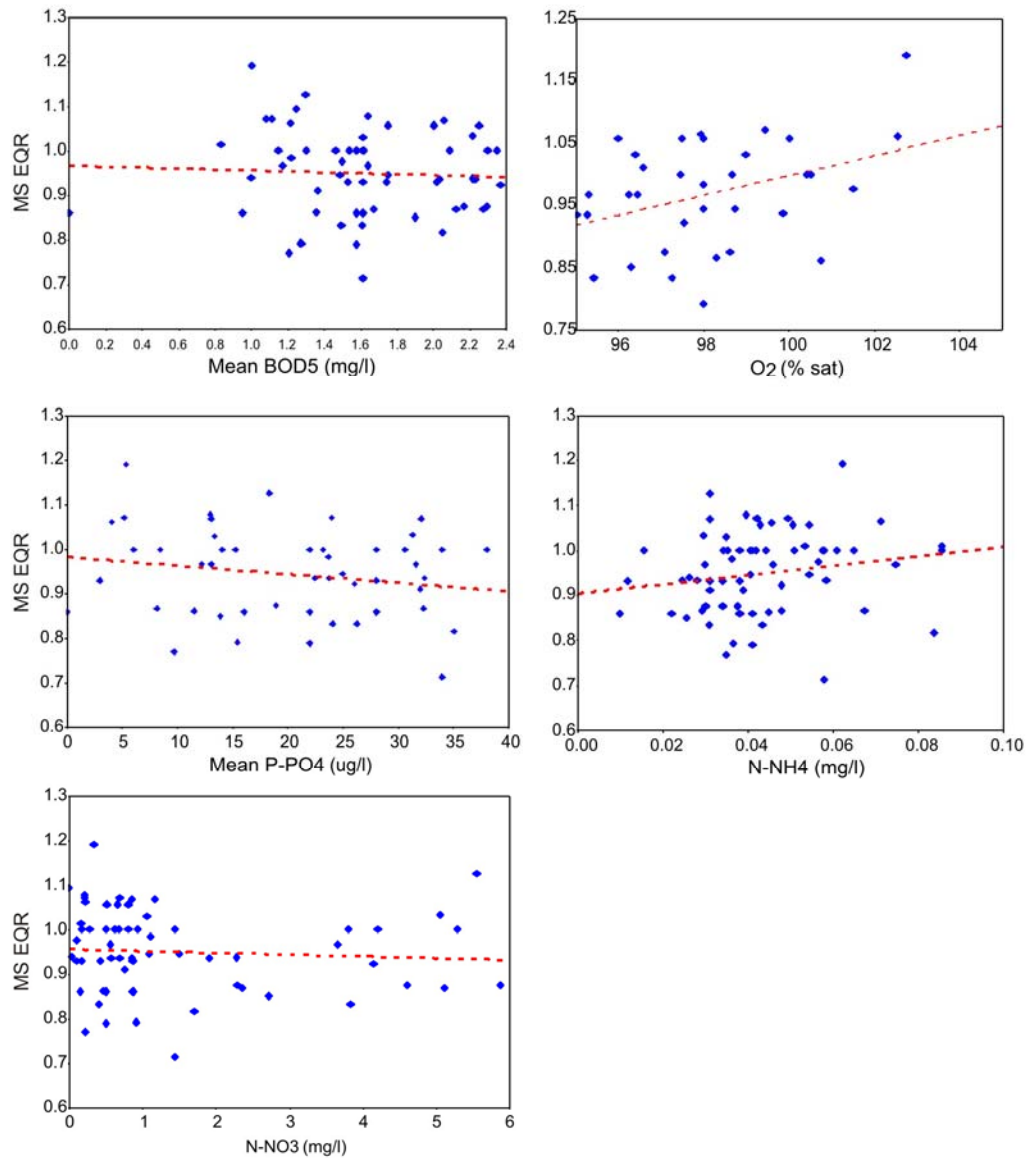 1.3
1.2
1.1
1.0
0.9
0.8
0.7
0.6
MS EQR
0.0 0.2 0.4 0.6 0.8 1.0 1.2 1.4 1.6 1.8 2.0 2.2 2.4
Mean BOD5 (mg/l)
1.25
1.15
1.05
0.95
0.85
0.75
96 98 100 102 104
O2 (% sat)
1.3
1.2
1.1
1.0
0.9
0.8
0.7
0.6
MS EQR
0 5 10 15 20 25 30 35 40
Mean P-PO4 (ug/l)
1.3
1.2
1.1
1.0
0.9
0.8
0.7
0.6
0.00 0.02 0.04 0.06 0.08 0.10
N-NH4 (mg/l)
1.3
1.2
1.1
1.0
0.9
0.8
0.7
0.6
MS EQR
0 1 2 3 4 5 6
N-NO3 (mg/l)